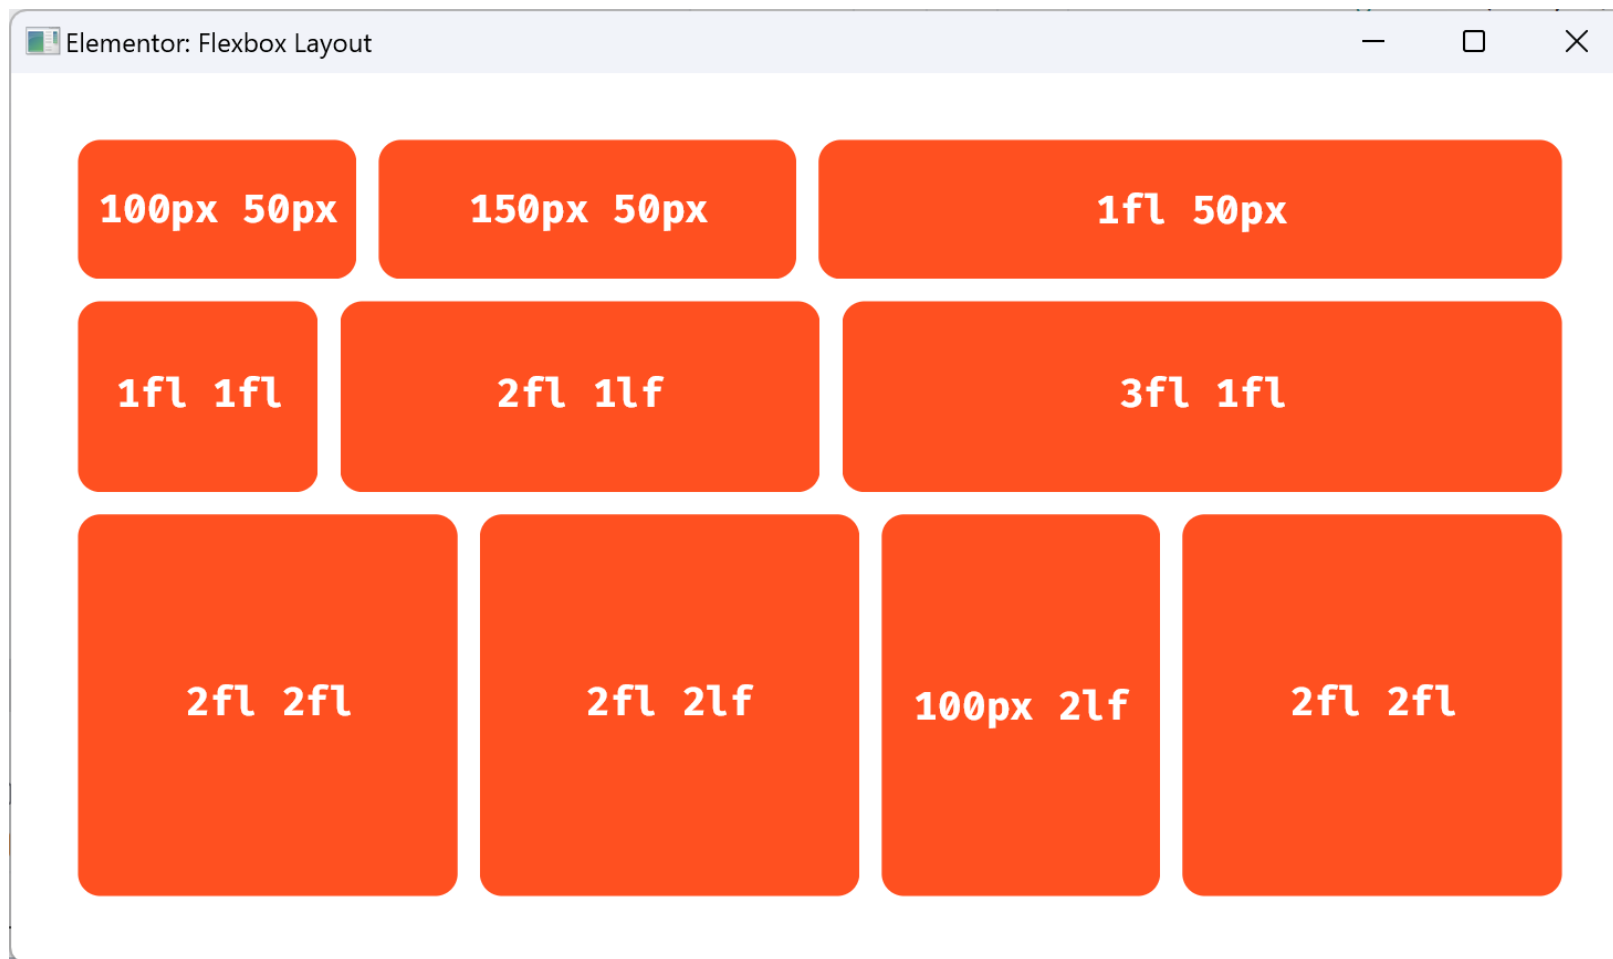 Elementor: Flexbox Layout
100px 50px
150px 50px
1fl 50px
1fl 1fl
2fl 1lf
3fl 1fl
2fl 2fl
2fl 2lf
100px 2lf
2fl 2fl